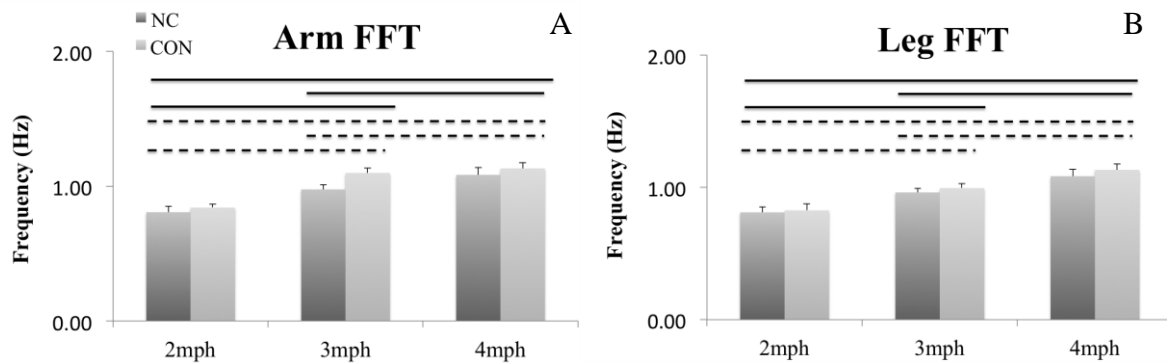 NC
CON
Arm FFT
A
2.00
1.00
0.00
Frequency (Hz)
2mph
3mph
4mph
Leg FFT
B
2.00
1.00
0.00
Frequency (Hz)
2mph
3mph
4mph